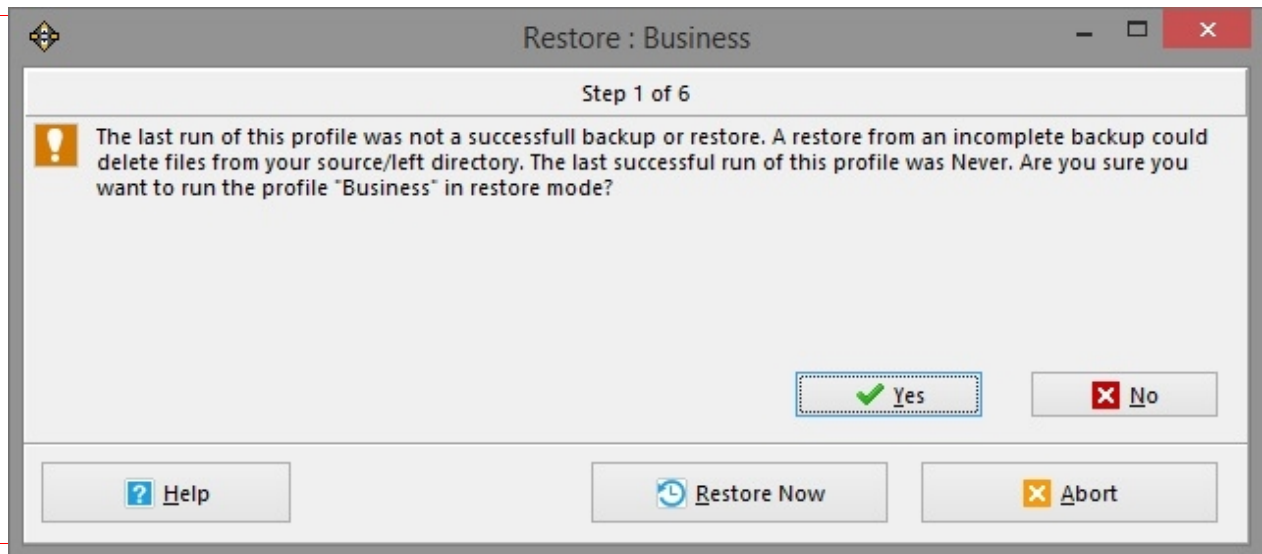 Restore : Business
Step 1 of 6
The last run of this profile was not a successfull backup or restore. A restore from an incomplete backup could
delete files from your source/left directory. The last successful run of this profile was Never. Are you sure you
want to run the profile "Business" in restore mode?
Yes
No
Help
Restore Now
Abort